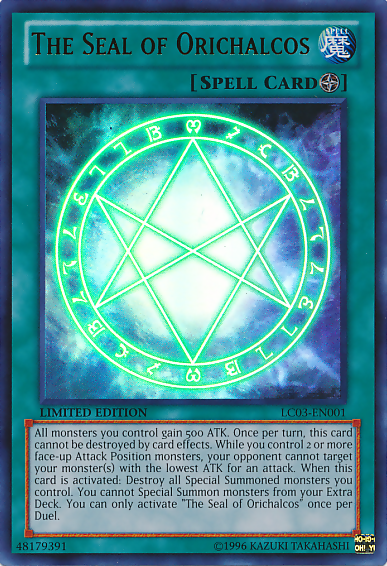 THE SEAL OF ORICHALCOS
SPELL
魔
[SPELL CARD]
LIMITED EDITION LC03-EN001
All monsters you control gain 500 ATK. Once per turn, this card
cannot be destroyed by card effects. While you control 2 or more
face-up Attack Position monsters, your opponent cannot target
your monster(s) with the lowest ATK for an attack. When this
card is activated: Destroy all Special Summoned monsters you
control. You cannot Special Summon monsters from your Extra
Deck. You can only activate "The Seal of Orichalcos" once per
Duel.
48179391 ©1996 KAZUKI TAKAHASHI